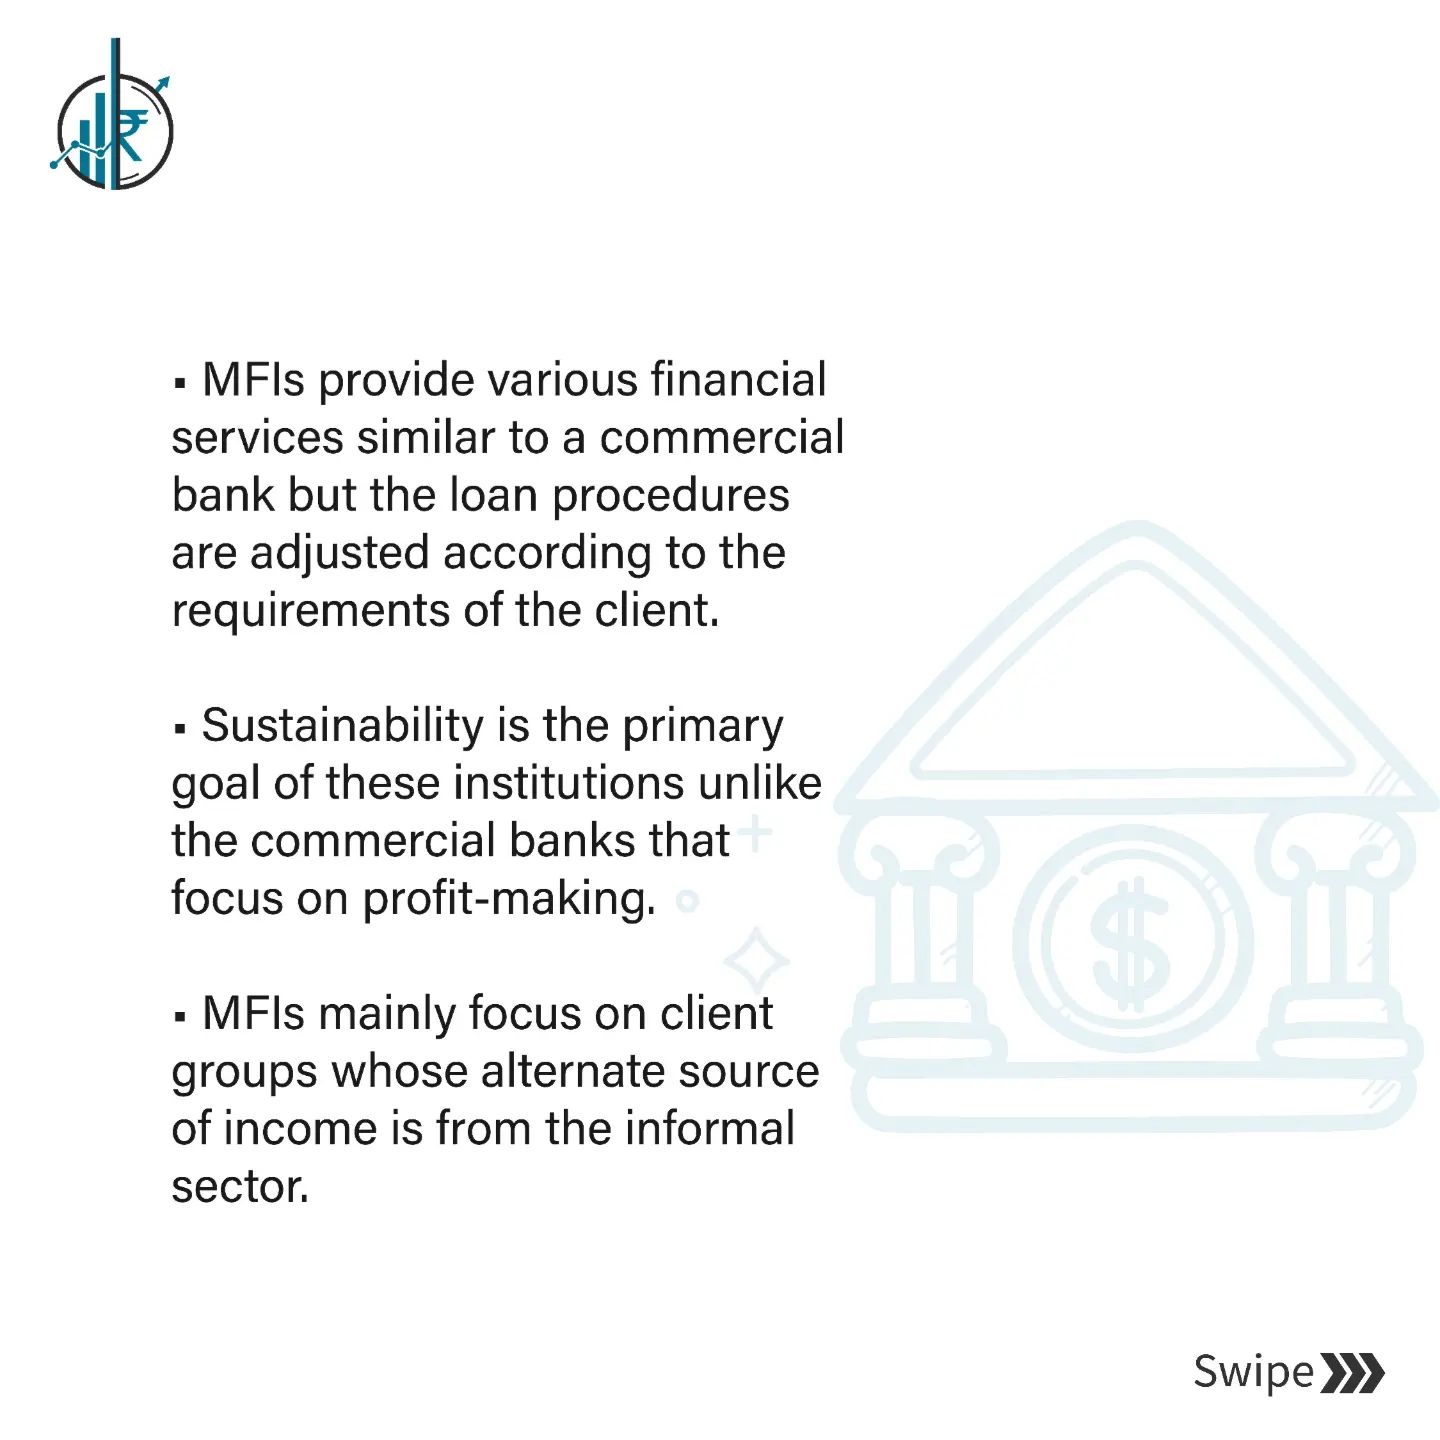 ▪ MFIs provide various financial
services similar to a commercial
bank but the loan procedures
are adjusted according to the
requirements of the client.
▪ Sustainability is the primary
goal of these institutions unlike
the commercial banks that
focus on profit-making.
▪ MFIs mainly focus on client
groups whose alternate source
of income is from the informal
sector.
Swipe